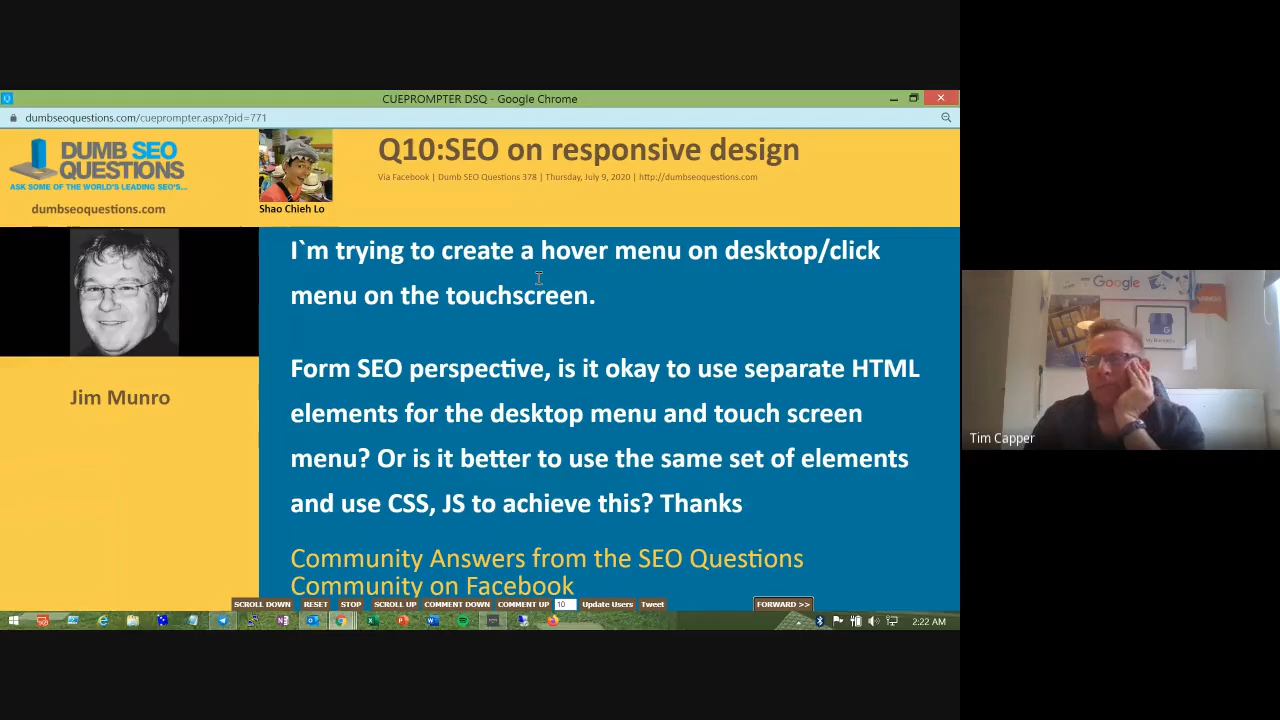 CUEPROMPTER DSQ - Google Chrome
dumbseoquestions.com/cueprompter.aspx?pid=771
DUMB SEO
QUESTIONS
ASK SOME OF THE WORLD'S LEADING SEO'S...
dumbseoquestions.com
Shao Chieh Lo
Q10:SEO on responsive design
Via Facebook | Dumb SEO Questions 378 | Thursday, July 9, 2020 | http://dumbseoquestions.com
Jim Munro
I`m trying to create a hover menu on desktop/click
menu on the touchscreen.
Form SEO perspective, is it okay to use separate HTML
elements for the desktop menu and touch screen
menu? Or is it better to use the same set of elements
and use CSS, JS to achieve this? Thanks
Community Answers from the SEO Questions
Community on Facebook
SCROLL DOWN RESET STOP SCROLL UP COMMENT DOWN COMMENT UP 10 Update Users Tweet FORWARD >>
2:22 AM
Google
My Business
Tim Capper